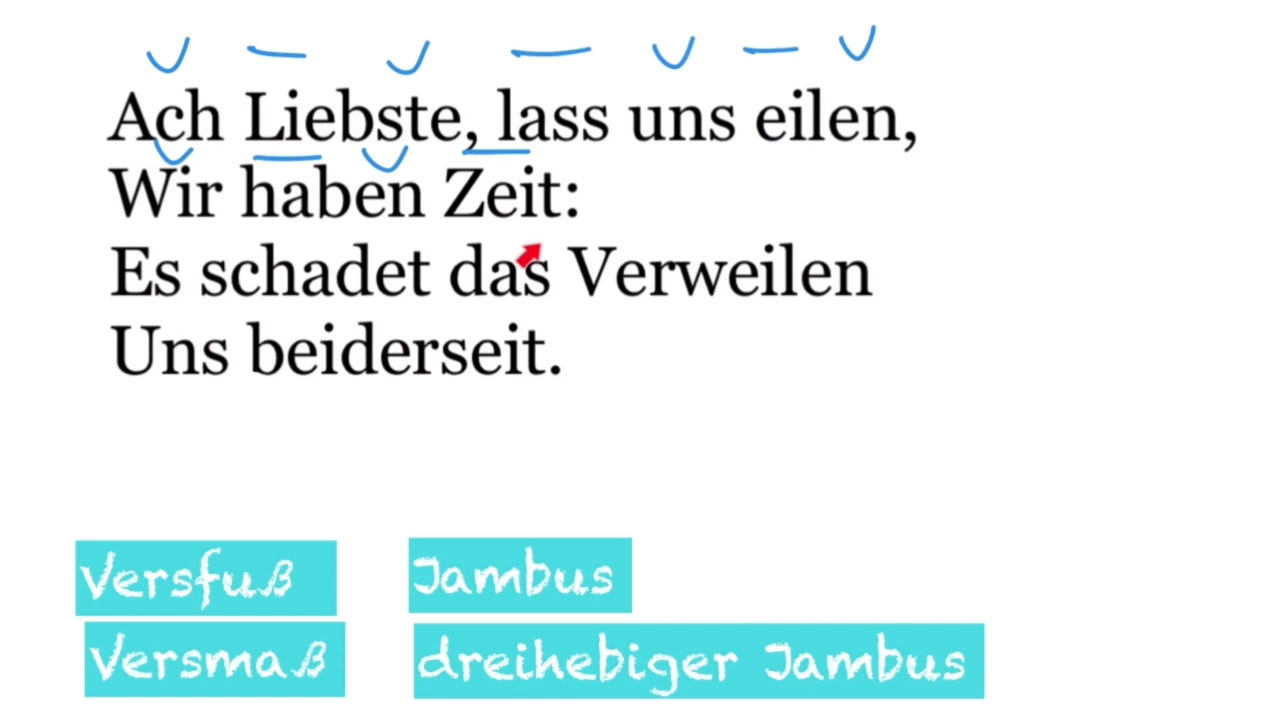 Ach Liebste, lass uns eilen,
Wir haben Zeit:
Es schadet das Verweilen
Uns beiderseit.
Versfuß Jambus
Versmaß dreihebiger Jambus